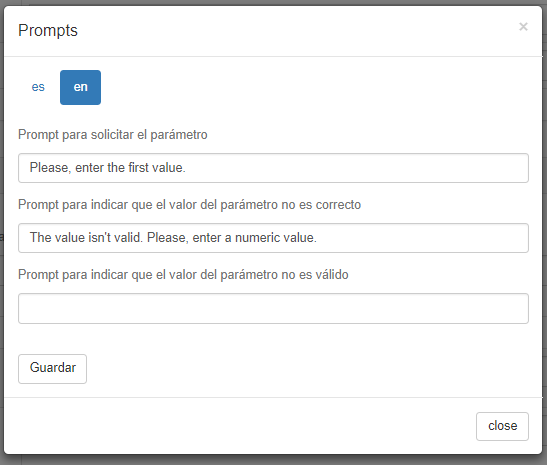 Prompts
×
es
en
Prompt para solicitar el parámetro
Please, enter the first value.
Prompt para indicar que el valor del parámetro no es correcto
The value isn't valid. Please, enter a numeric value.
Prompt para indicar que el valor del parámetro no es válido
Guardar
close